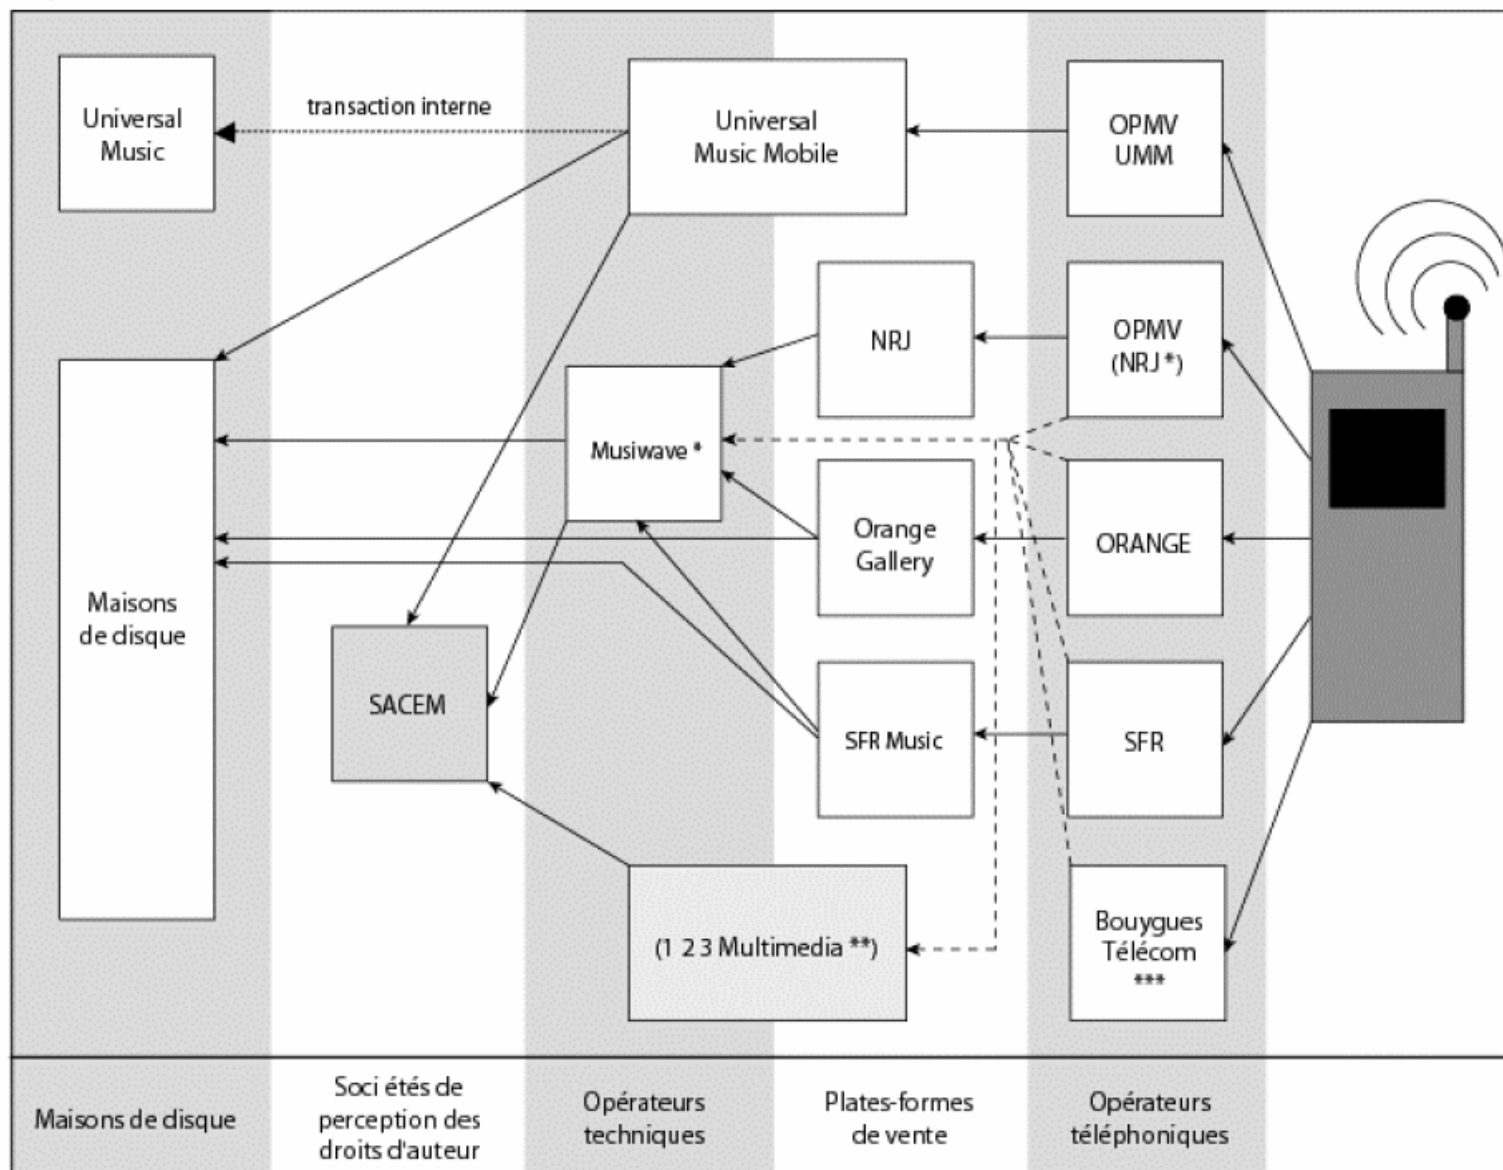 Universal
Music
transaction interne
Universal
Music Mobile
OPMV
UMM
NRJ
OPMV
(NRJ *)
Musiwave *
Orange
Gallery
ORANGE
Maisons
de disque
SACEM
SFR Music
SFR
(1 2 3 Multimedia **)
Bouygues
Télécom
***
Maisons de disque
Soci étés de
perception des
droits d'auteur
Opérateurs
techniques
Plates-formes
de vente
Opérateurs
téléphoniques